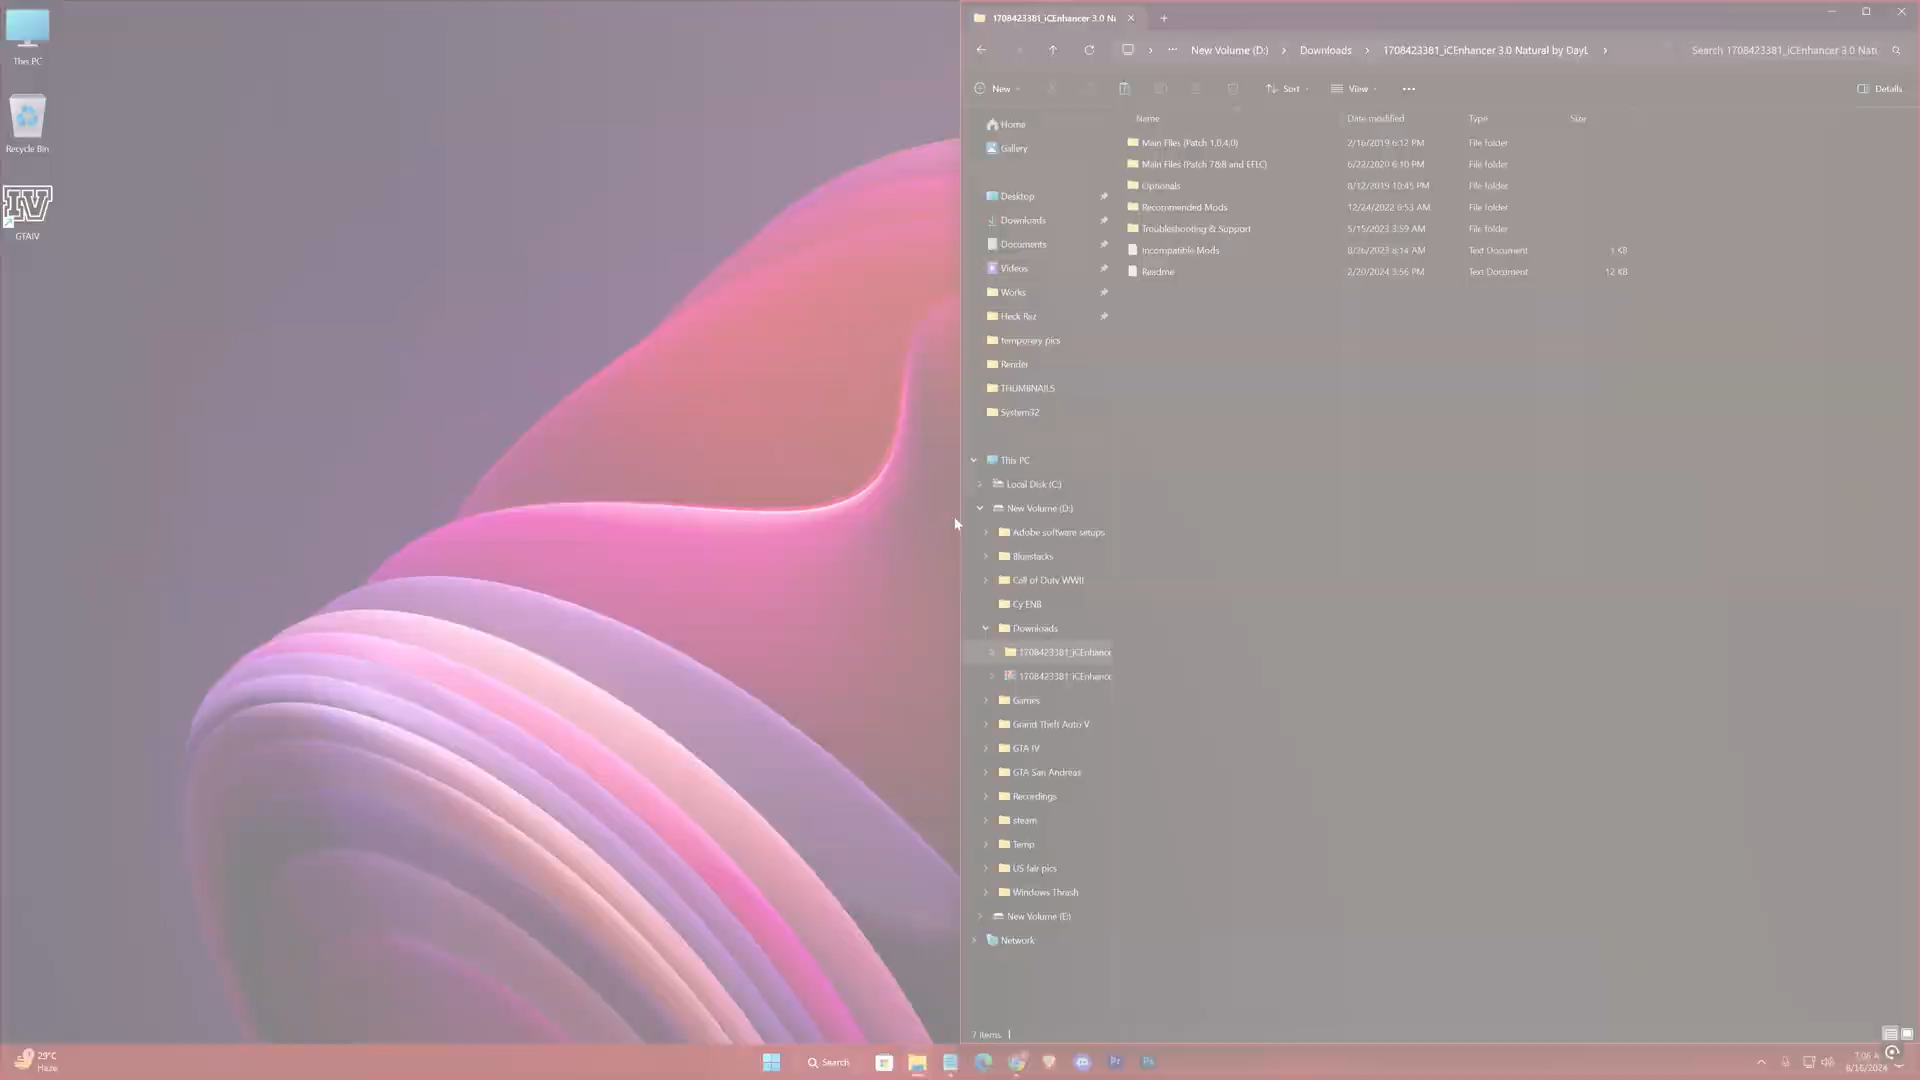 This PC
Recycle Bin
GTAIV
1708423381_iCEnhancer 3.0 Na
New Volume (D:)
Downloads
1708423381_iCEnhancer 3.0 Natural by DayL
Search 1708423381_iCEnhancer 3.0 Nati
New
Sort
View
Details
Name
Date modified
Type
Size
Main Files (Patch 1.0.4.0)
2/16/2019 6:12 PM
File folder
Main Files (Patch 7&8 and EFLC)
6/22/2020 6:10 PM
File folder
Optionals
8/12/2019 10:45 PM
File folder
Recommended Mods
12/24/2022 6:53 AM
File folder
Troubleshooting & Support
5/15/2023 3:59 AM
File folder
Incompatible Mods
8/26/2023 8:14 AM
Text Document
1 KB
Readme
2/20/2024 3:56 PM
Text Document
12 KB
Home
Gallery
Desktop
Downloads
Documents
Videos
Works
Heck Raz
temporary pics
Render
THUMBNAILS
System32
This PC
Local Disk (C:)
New Volume (D:)
Adobe software setups
Bluestacks
Call of Duty WWII
Cy ENB
Downloads
1708423381_iCEnhance
1708423381_iCEnhance
Games
Grand Theft Auto V
GTA IV
GTA San Andreas
Recordings
steam
Temp
US fair pics
Windows Thrash
New Volume (E:)
Network
7 items
29°C
Haze
Search
Pr
Ps
7:06 A
8/16/2024